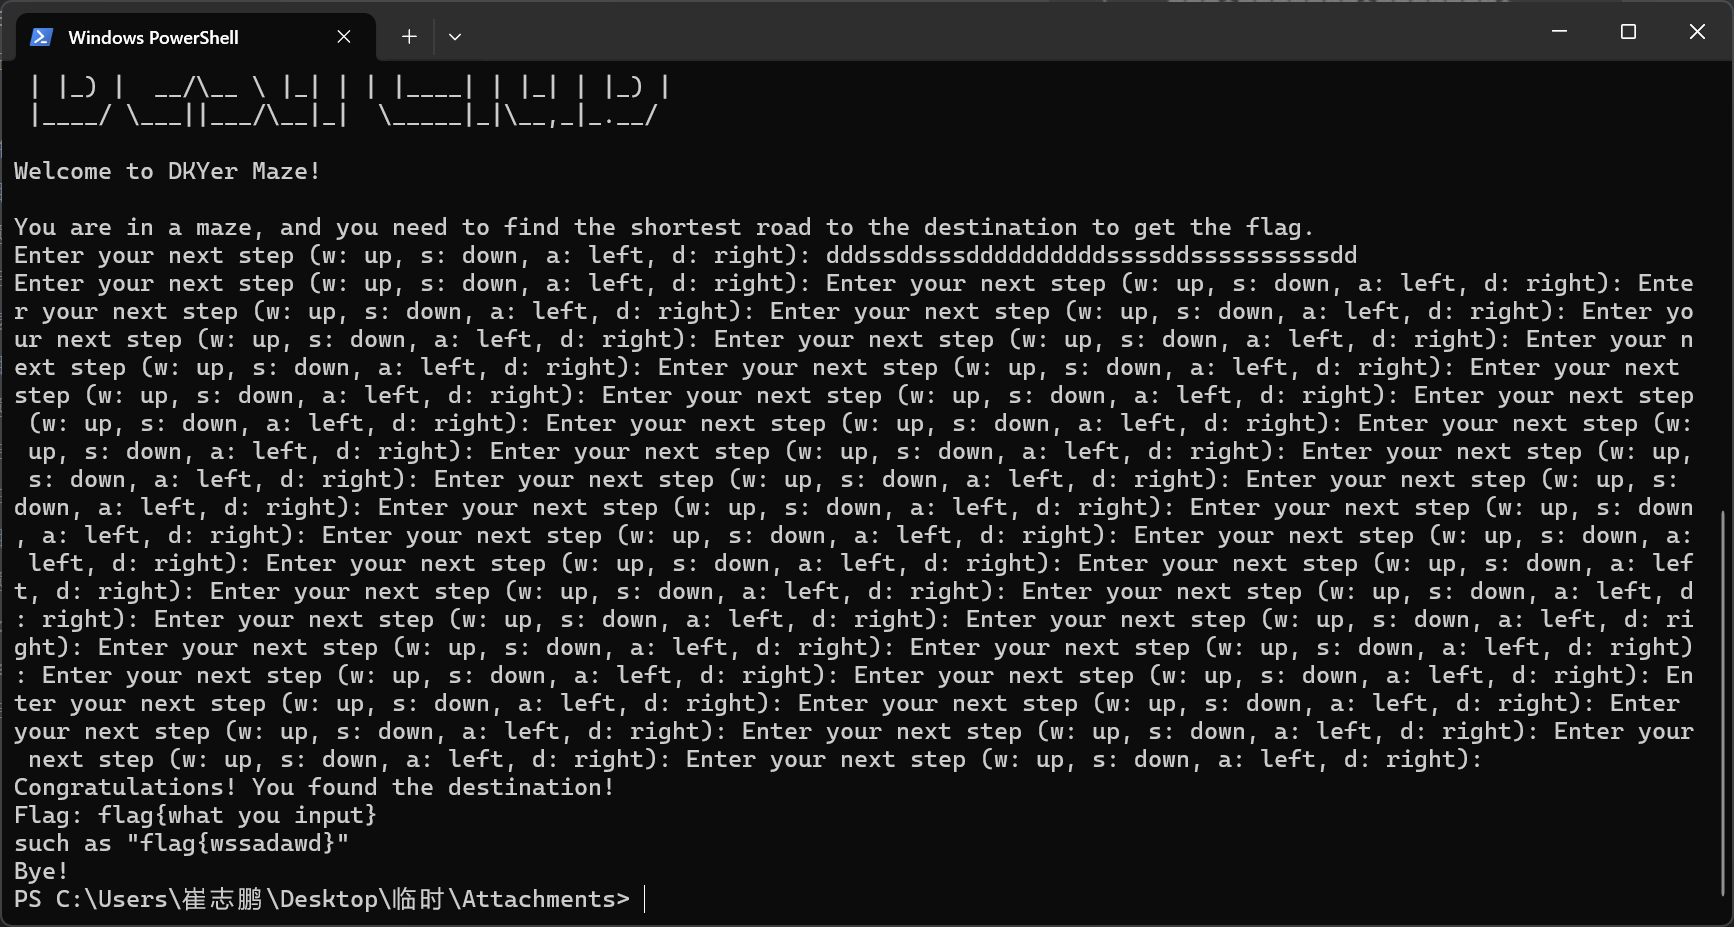 | |_) |  __/\__ \ |_| | | |____| | |_| | |_) |
|____/ \___||___/\__|_|  \_____|_|\__,_|_.__/
Welcome to DKYer Maze!
You are in a maze, and you need to find the shortest road to the destination to get the flag.
Enter your next step (w: up, s: down, a: left, d: right): dddssddsssddddddddddssssddssssssssssdd
Enter your next step (w: up, s: down, a: left, d: right): Enter your next step (w: up, s: down, a: left, d: right): Ente
r your next step (w: up, s: down, a: left, d: right): Enter your next step (w: up, s: down, a: left, d: right): Enter yo
ur next step (w: up, s: down, a: left, d: right): Enter your next step (w: up, s: down, a: left, d: right): Enter your n
ext step (w: up, s: down, a: left, d: right): Enter your next step (w: up, s: down, a: left, d: right): Enter your next
step (w: up, s: down, a: left, d: right): Enter your next step (w: up, s: down, a: left, d: right): Enter your next step
(w: up, s: down, a: left, d: right): Enter your next step (w: up, s: down, a: left, d: right): Enter your next step (w:
up, s: down, a: left, d: right): Enter your next step (w: up, s: down, a: left, d: right): Enter your next step (w: up,
s: down, a: left, d: right): Enter your next step (w: up, s: down, a: left, d: right): Enter your next step (w: up, s:
down, a: left, d: right): Enter your next step (w: up, s: down, a: left, d: right): Enter your next step (w: up, s: down
, a: left, d: right): Enter your next step (w: up, s: down, a: left, d: right): Enter your next step (w: up, s: down, a:
left, d: right): Enter your next step (w: up, s: down, a: left, d: right): Enter your next step (w: up, s: down, a: lef
t, d: right): Enter your next step (w: up, s: down, a: left, d: right): Enter your next step (w: up, s: down, a: left, d
: right): Enter your next step (w: up, s: down, a: left, d: right): Enter your next step (w: up, s: down, a: left, d: ri
ght): Enter your next step (w: up, s: down, a: left, d: right): Enter your next step (w: up, s: down, a: left, d: right)
: Enter your next step (w: up, s: down, a: left, d: right): Enter your next step (w: up, s: down, a: left, d: right): En
ter your next step (w: up, s: down, a: left, d: right): Enter your next step (w: up, s: down, a: left, d: right): Enter
your next step (w: up, s: down, a: left, d: right): Enter your next step (w: up, s: down, a: left, d: right): Enter your
next step (w: up, s: down, a: left, d: right): Enter your next step (w: up, s: down, a: left, d: right):
Congratulations! You found the destination!
Flag: flag{what you input}
such as "flag{wssadawd}"
Bye!
PS C:\Users\崔志鹏\Desktop\临时\Attachments>
Windows PowerShell